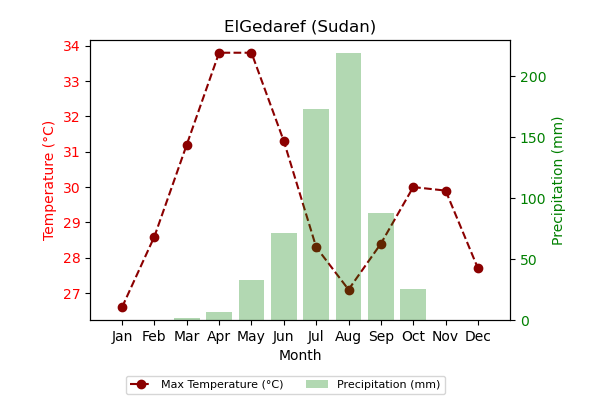 ElGedaref (Sudan)
34
33
32
31
30
29
28
27
Temperature (°C)
200
150
100
50
0
Precipitation (mm)
Jan Feb Mar Apr May Jun Jul Aug Sep Oct Nov Dec
Month
Max Temperature (°C) Precipitation (mm)